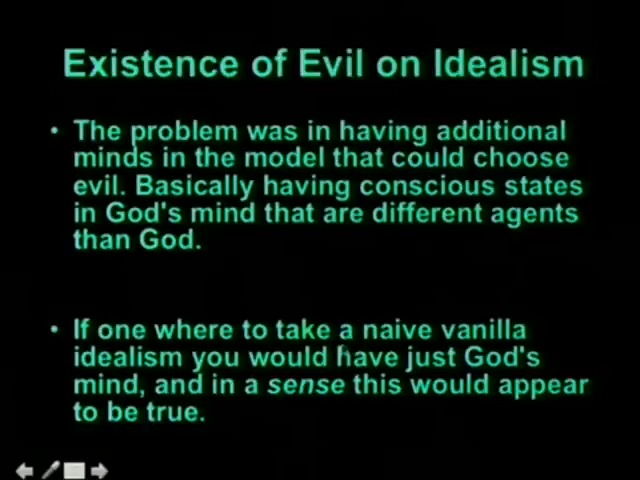 Existence of Evil on Idealism
• The problem was in having additional
minds in the model that could choose
evil. Basically having conscious states
in God's mind that are different agents
than God.
• If one where to take a naive vanilla
idealism you would have just God's
mind, and in a sense this would appear
to be true.